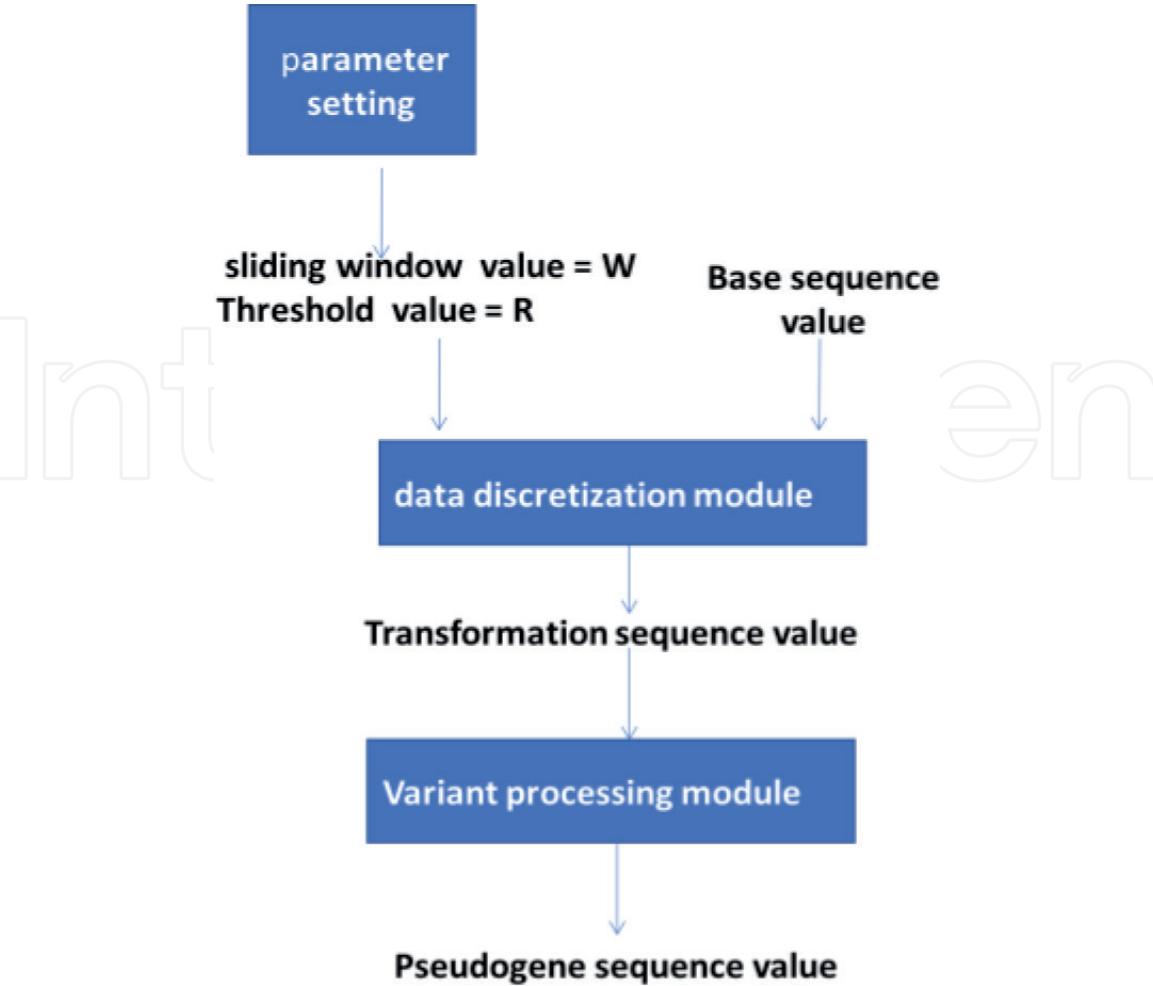 parameter
setting
sliding window value = W
Threshold value = R
Base sequence
value
data discretization module
Transformation sequence value
Variant processing module
Pseudogene sequence value